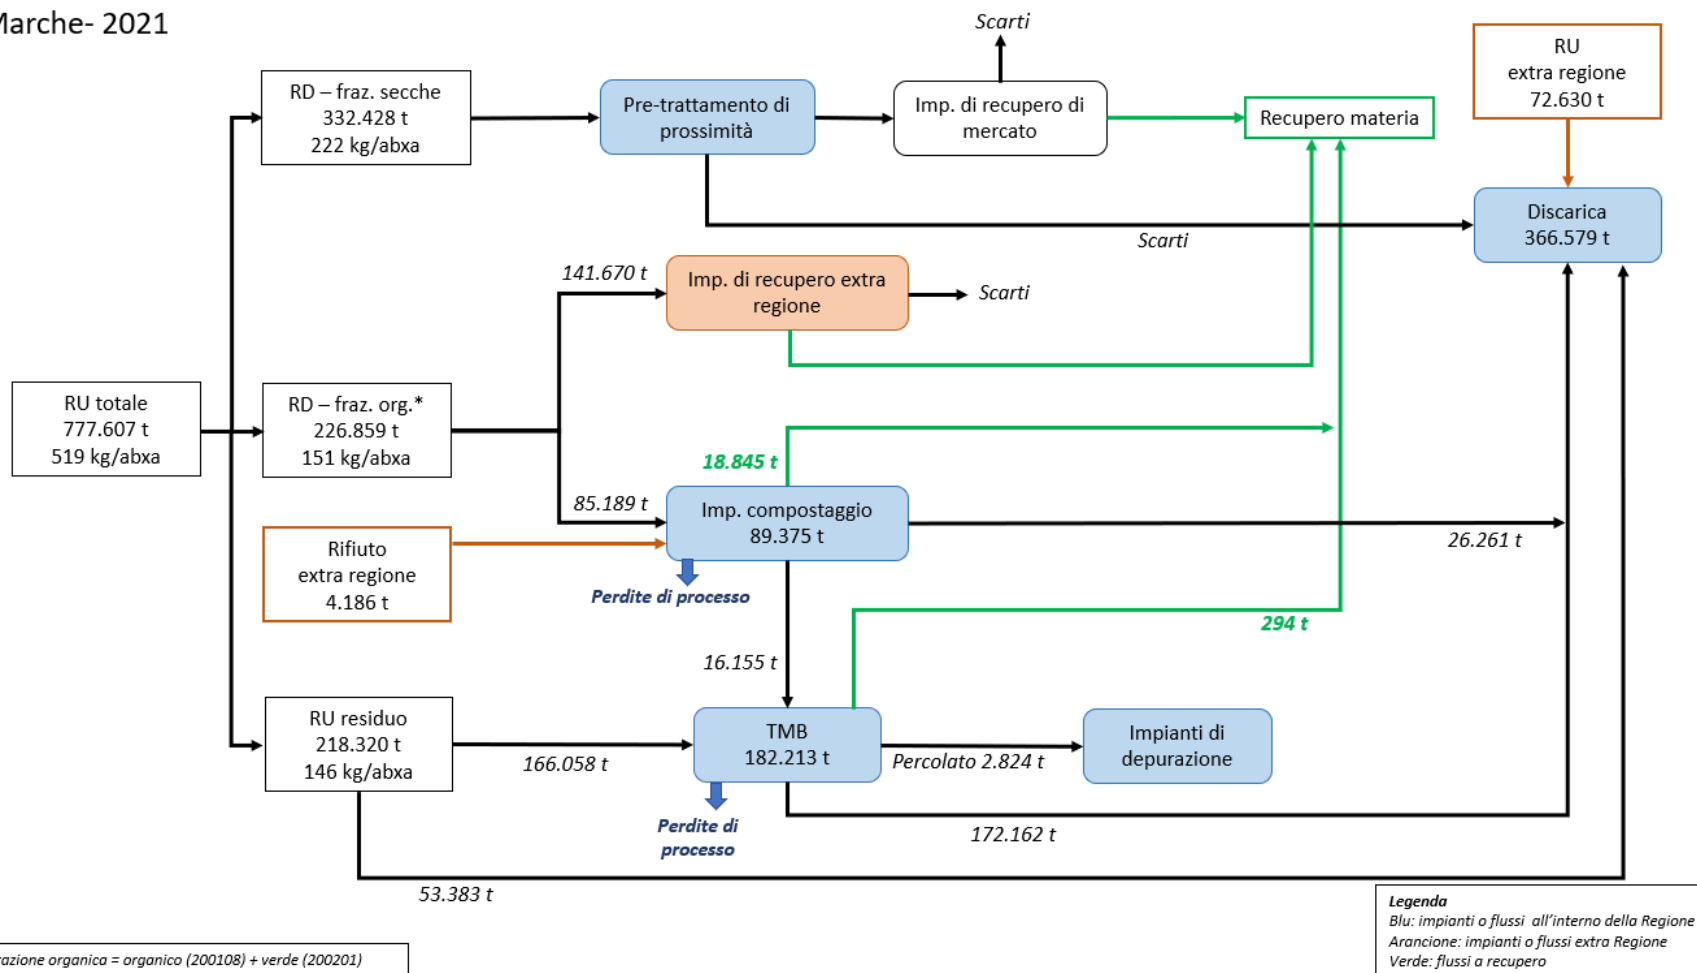 Marche- 2021
Scarti
RU
extra regione
72.630 t
RD – fraz. secche
332.428 t
222 kg/abxa
Pre-trattamento di
prossimità
Imp. di recupero di
mercato
Recupero materia
Discarica
366.579 t
Scarti
141.670 t
Imp. di recupero extra
regione
Scarti
RU totale
777.607 t
519 kg/abxa
RD – fraz. org.*
226.859 t
151 kg/abxa
18.845 t
85.189 t
Imp. compostaggio
89.375 t
26.261 t
Rifiuto
extra regione
4.186 t
Perdite di processo
294 t
16.155 t
RU residuo
218.320 t
146 kg/abxa
166.058 t
TMB
182.213 t
Percolato 2.824 t
Impianti di
depurazione
Perdite di
processo
172.162 t
53.383 t
Legenda
Blu: impianti o flussi all'interno della Regione
Arancione: impianti o flussi extra Regione
Verde: flussi a recupero
razione organica = organico (200108) + verde (200201)